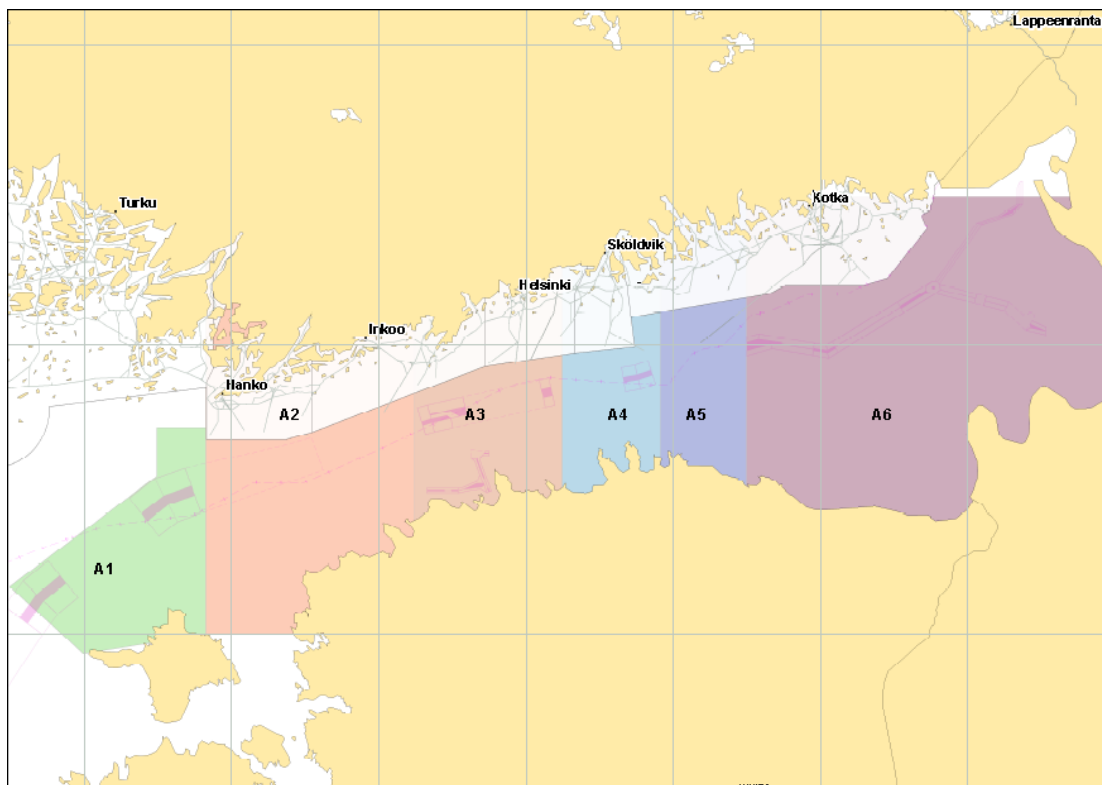 Lappeenranta
Turku
Kotka
Sköldvik
Helsinki
Inkoo
Hanko
A2
A3
A4
A5
A6
A1